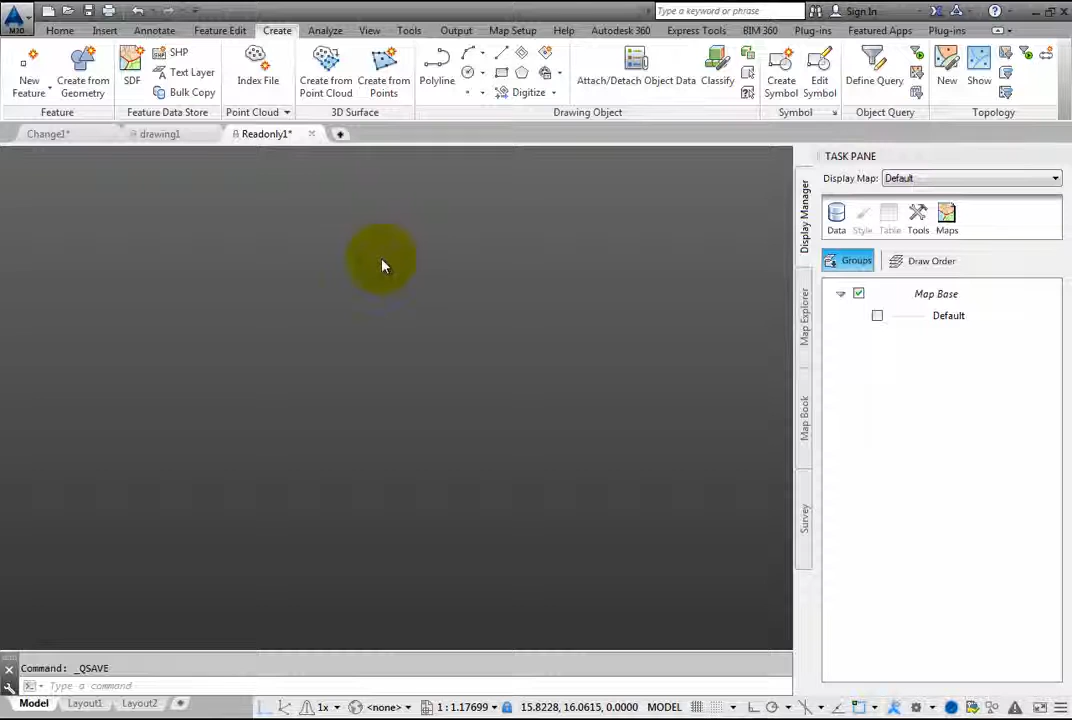 Type a keyword or phrase
Sign In
M3D
Home Insert Annotate Feature Edit Create Analyze View Tools Output Map Setup Help Autodesk 360 Express Tools BIM 360 Plug-ins Featured Apps Plug-ins
New Feature
Create from Geometry
SDF
SHP
Text Layer
Bulk Copy
Index File
Create from Point Cloud
Create from Points
Polyline
Digitize
Attach/Detach Object Data
Classify
Create Symbol
Edit Symbol
Define Query
New
Show
Feature
Feature Data Store
Point Cloud
3D Surface
Drawing Object
Symbol
Object Query
Topology
Change1*
drawing1
Readonly1*
TASK PANE
Display Map: Default
Data Style Table Tools Maps
Groups
Draw Order
Map Base
Default
Display Manager
Map Explorer
Map Book
Survey
Command: _QSAVE
Type a command
Model Layout1 Layout2
1x
<none>
1 : 1.17699
15.8228, 16.0615, 0.0000
MODEL